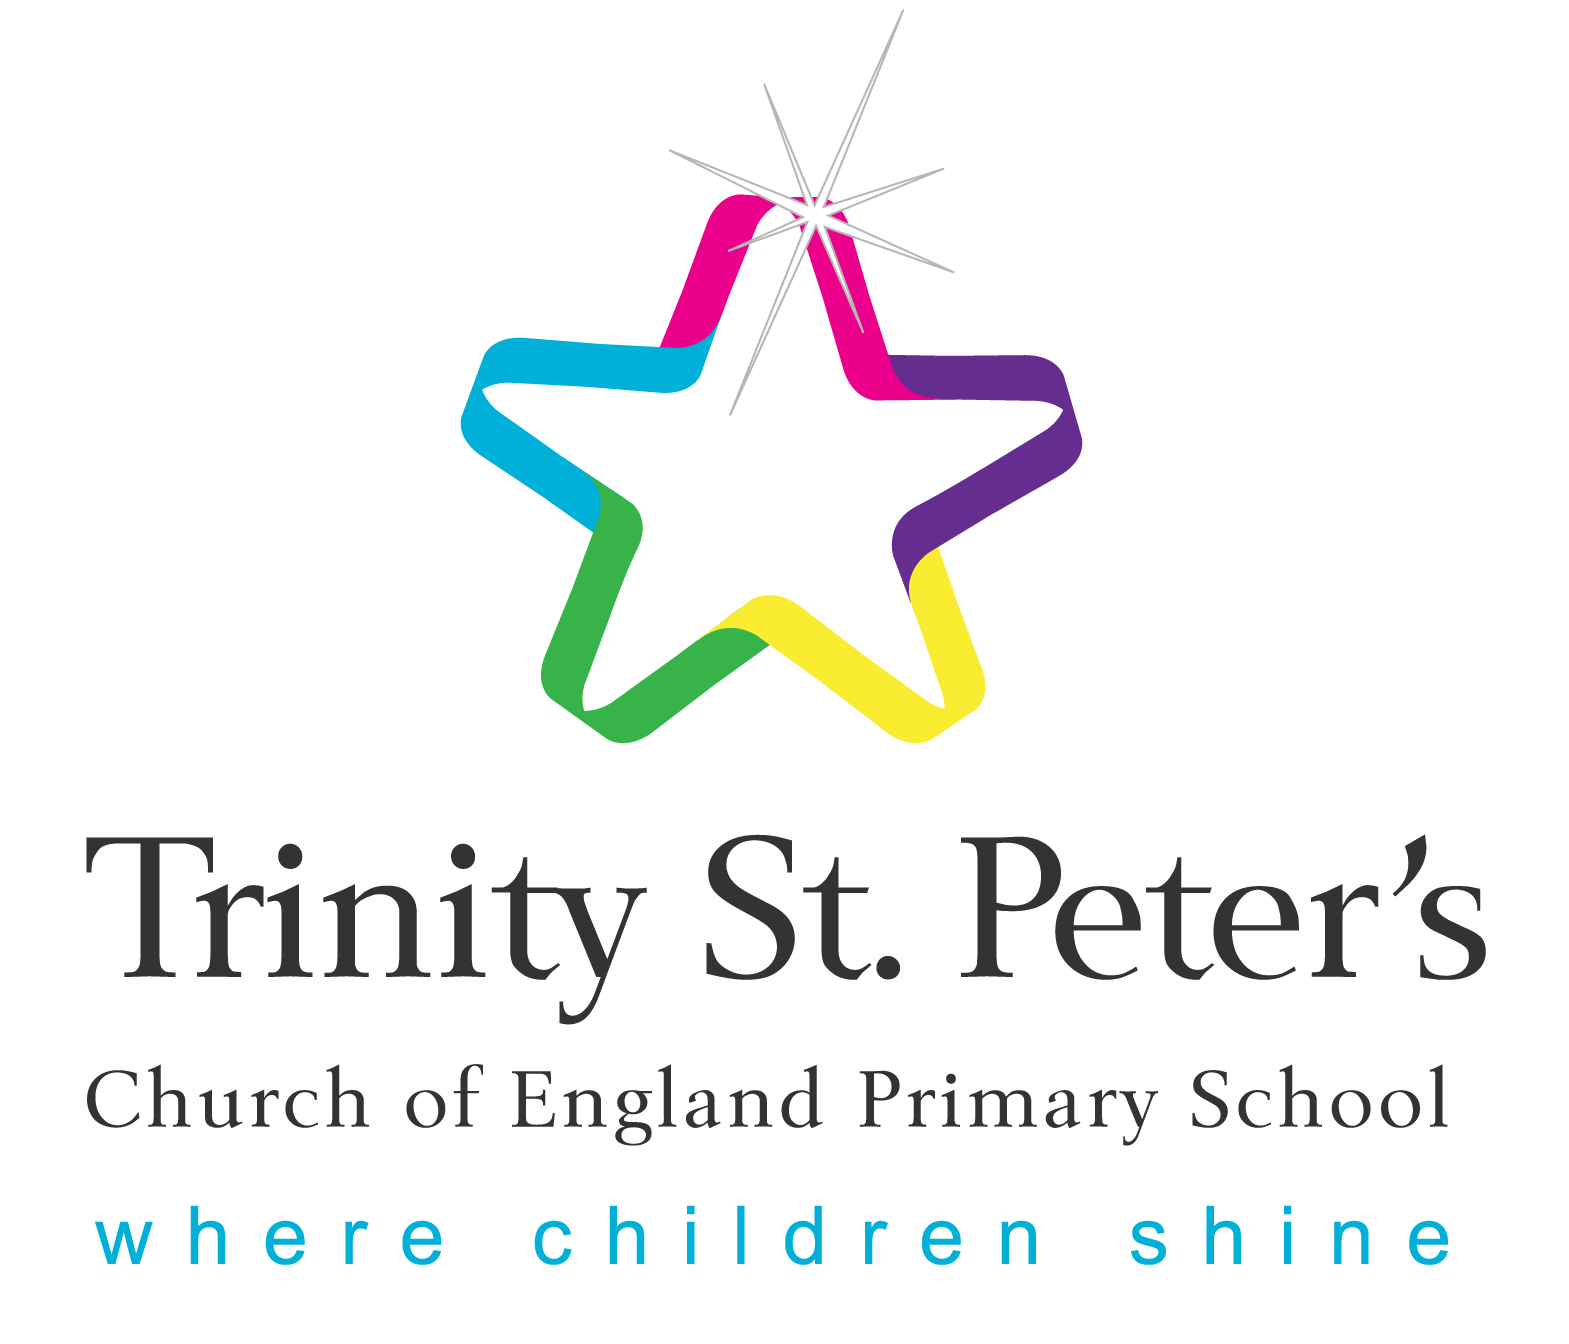 Trinity St. Peter’s
Church of England Primary School
where children shine